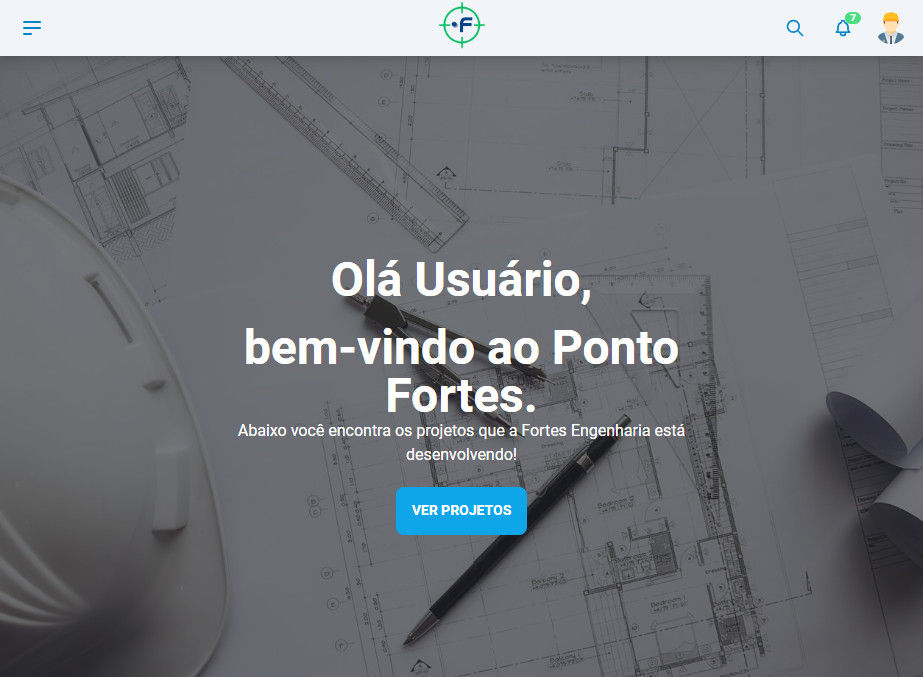 F
7
Olá Usuário,
bem-vindo ao Ponto
Fortes.
Abaixo você encontra os projetos que a Fortes Engenharia está
desenvolvendo!
VER PROJETOS